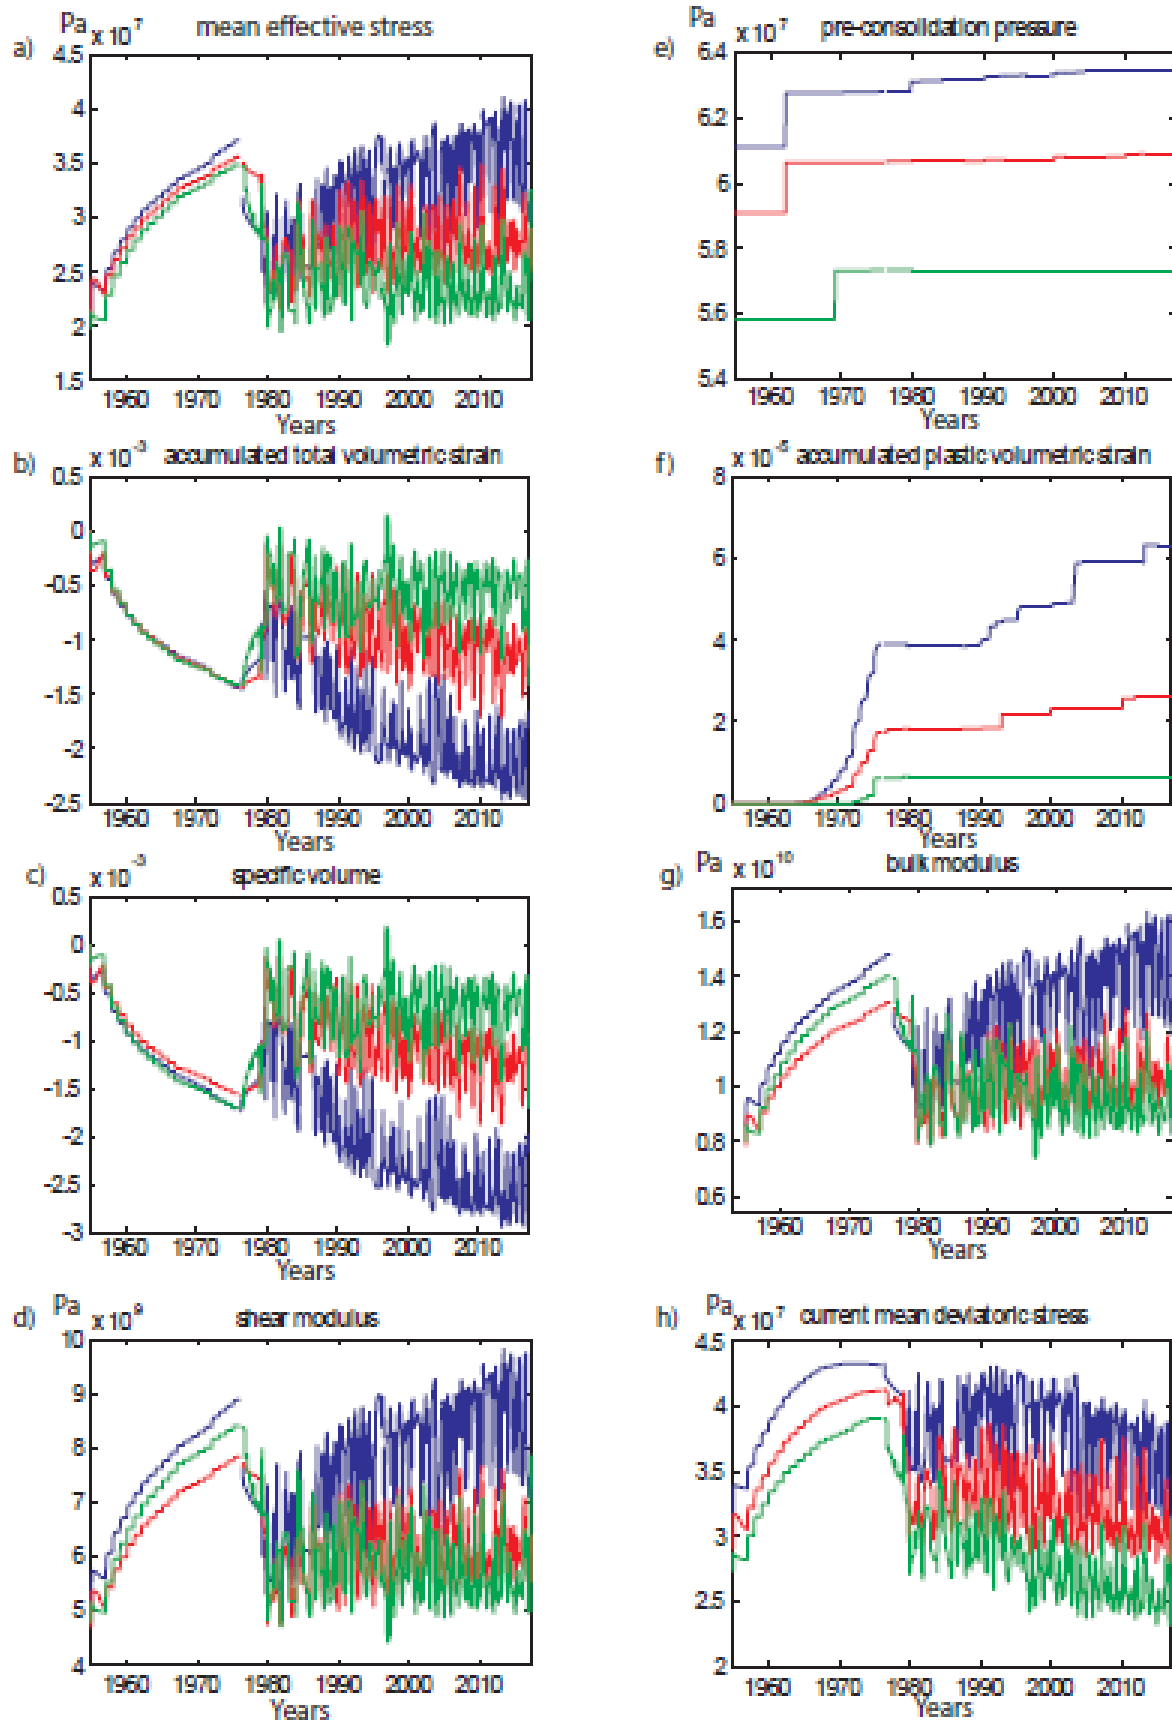 a) Pa x 10^7 mean effective stress
4.5
4
3.5
3
2.5
2
1.5
1960 1970 1980 1990 2000 2010
Years
b) x 10^-3 accumulated total volumetric strain
0.5
0
-0.5
-1
-1.5
-2
-2.5
1960 1970 1980 1990 2000 2010
Years
c) x 10^-3 specific volume
0.5
0
-0.5
-1
-1.5
-2
-2.5
-3
1960 1970 1980 1990 2000 2010
Years
d) Pa x 10^9 shear modulus
10
9
8
7
6
5
4
1960 1970 1980 1990 2000 2010
Years
e) Pa x 10^7 pre-consolidation pressure
6.4
6.2
6
5.8
5.6
5.4
1960 1970 1980 1990 2000 2010
Years
f) x 10^-5 accumulated plastic volumetric strain
8
6
4
2
0
1960 1970 1980 1990 2000 2010
Years
g) Pa x 10^10 bulk modulus
1.6
1.4
1.2
1
0.8
0.6
1960 1970 1980 1990 2000 2010
Years
h) Pa x 10^7 current mean deviatoric stress
4.5
4
3.5
3
2.5
2
1960 1970 1980 1990 2000 2010
Years